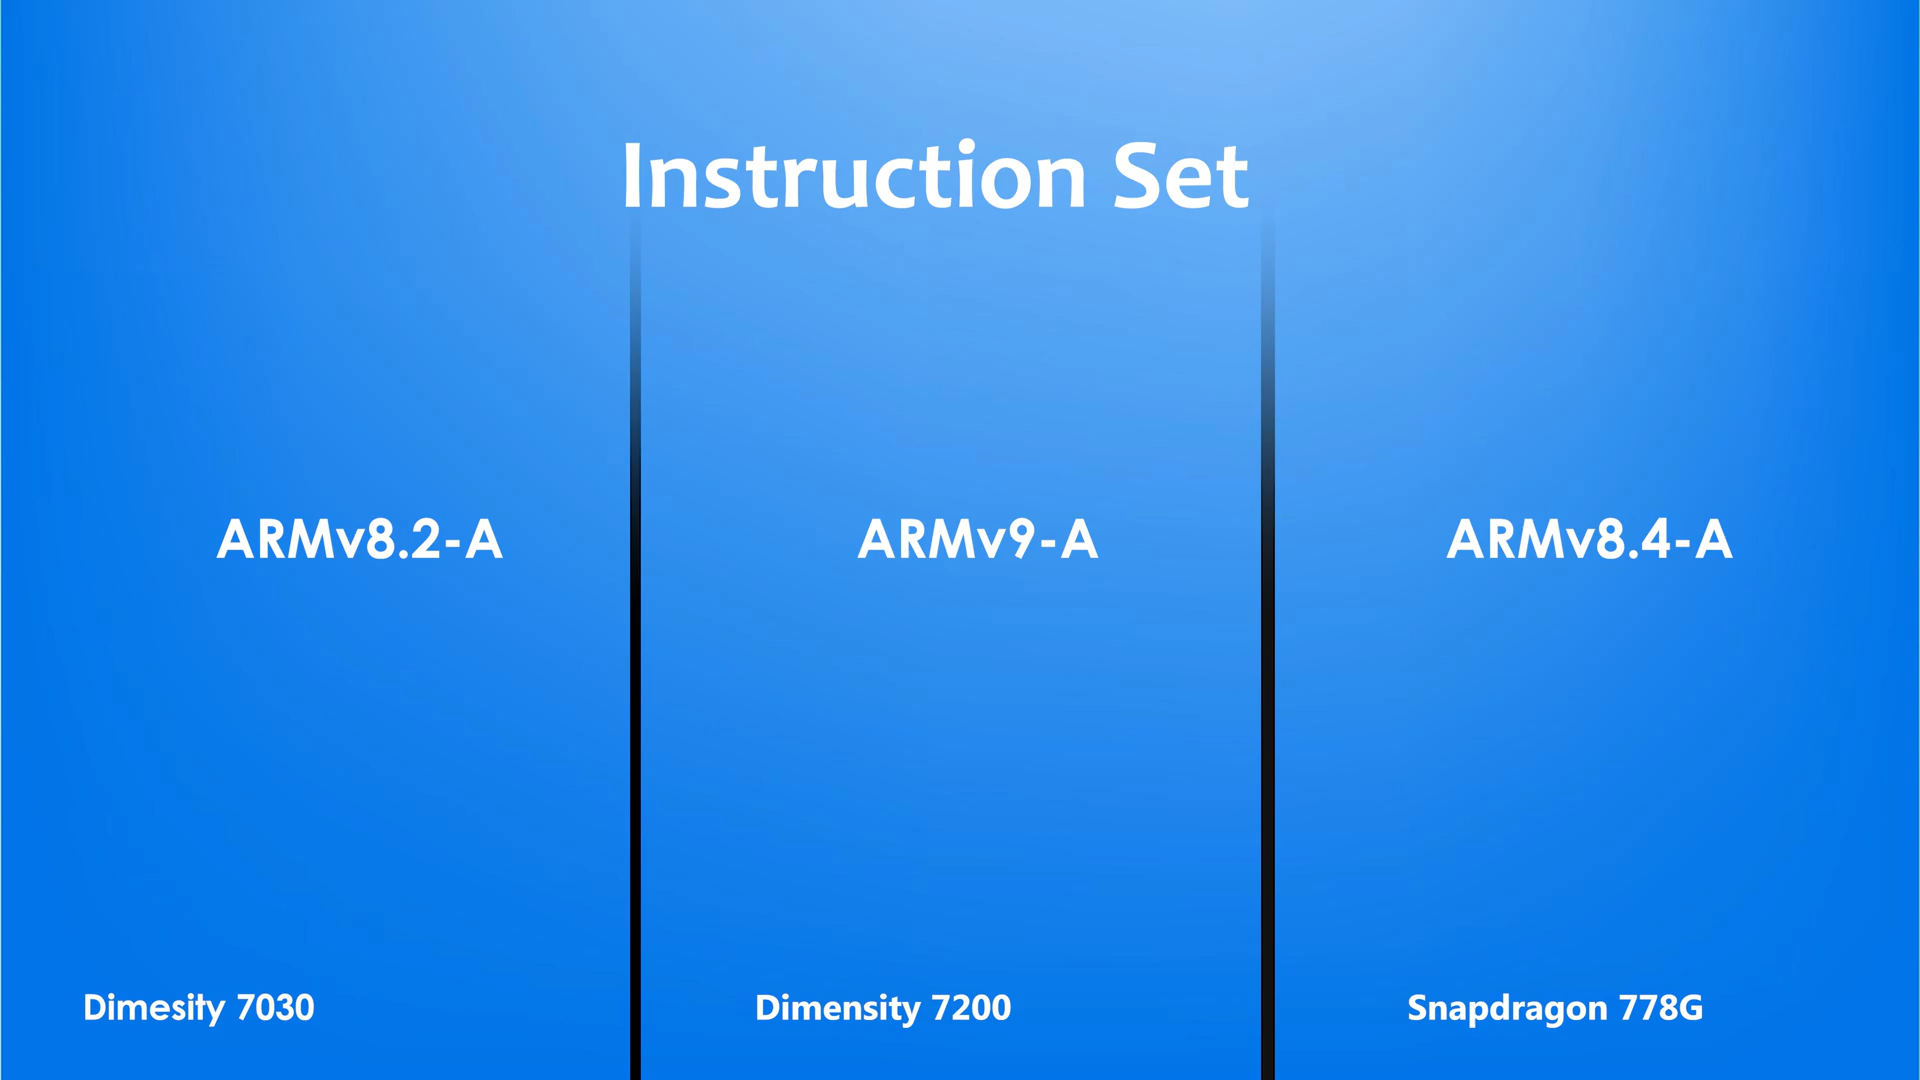 Instruction Set
ARMv8.2-A
ARMv9-A
ARMv8.4-A
Dimesity 7030
Dimensity 7200
Snapdragon 778G